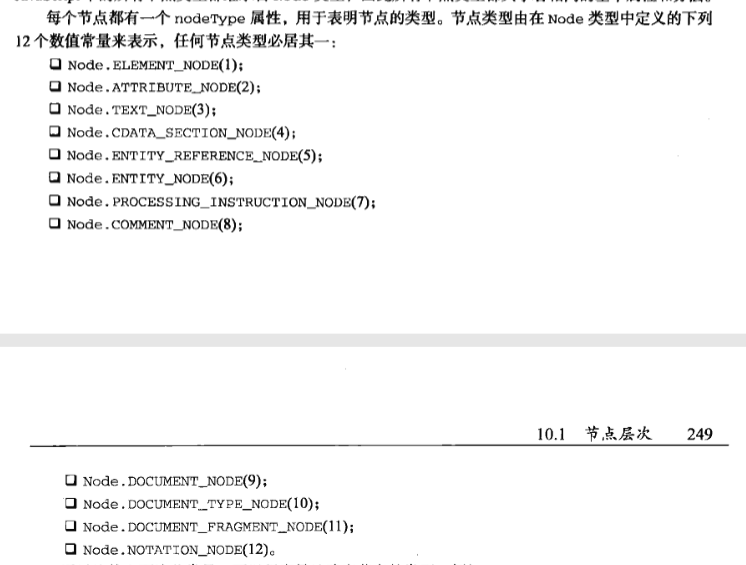 每个节点都有一个 nodeType 属性，用于表明节点的类型。节点类型由在 Node 类型中定义的下列
12 个数值常量来表示，任何节点类型必居其一：
❑ Node.ELEMENT_NODE(1);
❑ Node.ATTRIBUTE_NODE(2);
❑ Node.TEXT_NODE(3);
❑ Node.CDATA_SECTION_NODE(4);
❑ Node.ENTITY_REFERENCE_NODE(5);
❑ Node.ENTITY_NODE(6);
❑ Node.PROCESSING_INSTRUCTION_NODE(7);
❑ Node.COMMENT_NODE(8);
10.1 节点层次 249
❑ Node.DOCUMENT_NODE(9);
❑ Node.DOCUMENT_TYPE_NODE(10);
❑ Node.DOCUMENT_FRAGMENT_NODE(11);
❑ Node.NOTATION_NODE(12)。